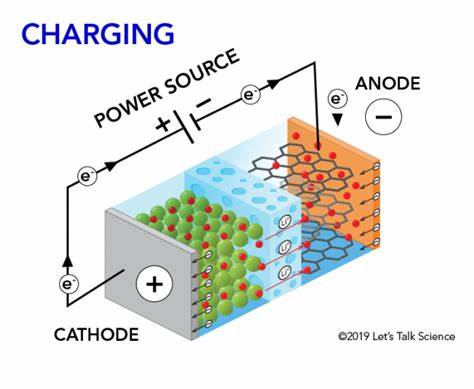 CHARGING
POWER SOURCE
+ −
e-
e-
e-
e-
ANODE
−
Li+
Li+
Li+
+
CATHODE
©2019 Let's Talk Science